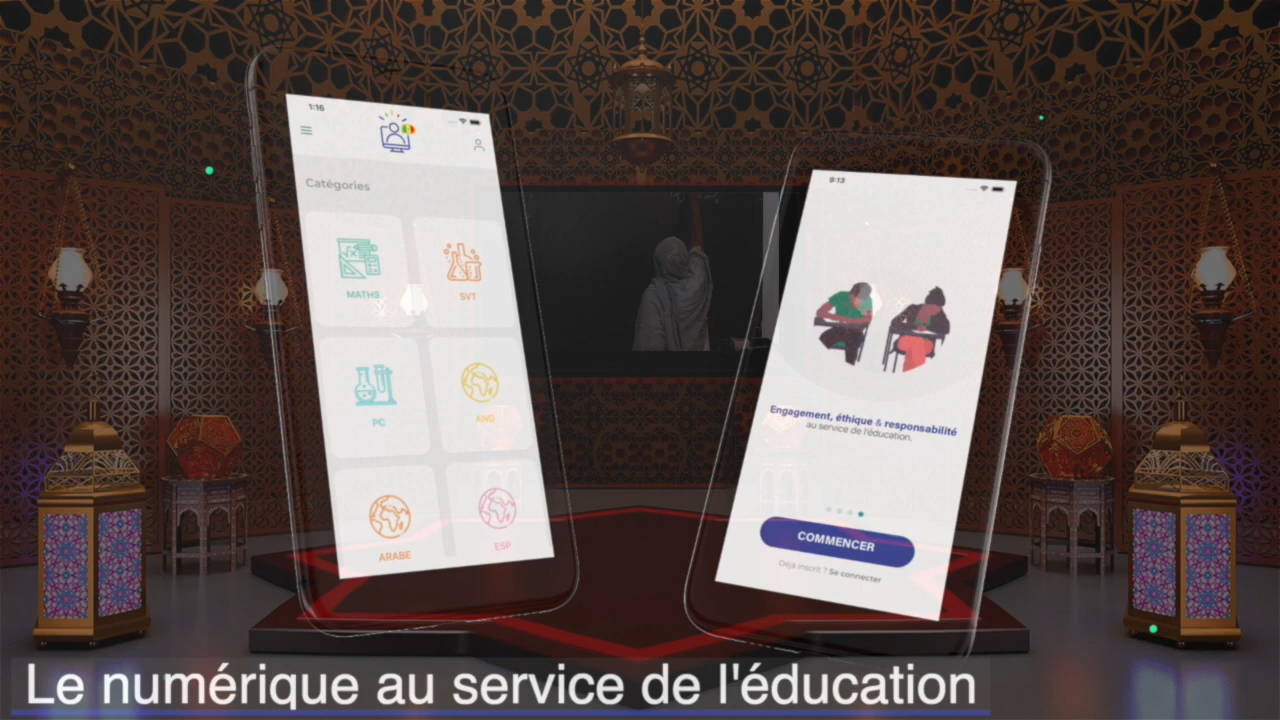 1:16
Catégories
MATHS
SVT
PC
ANG
ARABE
ESP
9:13
Engagement, éthique & responsabilité
au service de l'éducation.
COMMENCER
Déjà inscrit ? Se connecter
Le numérique au service de l'éducation